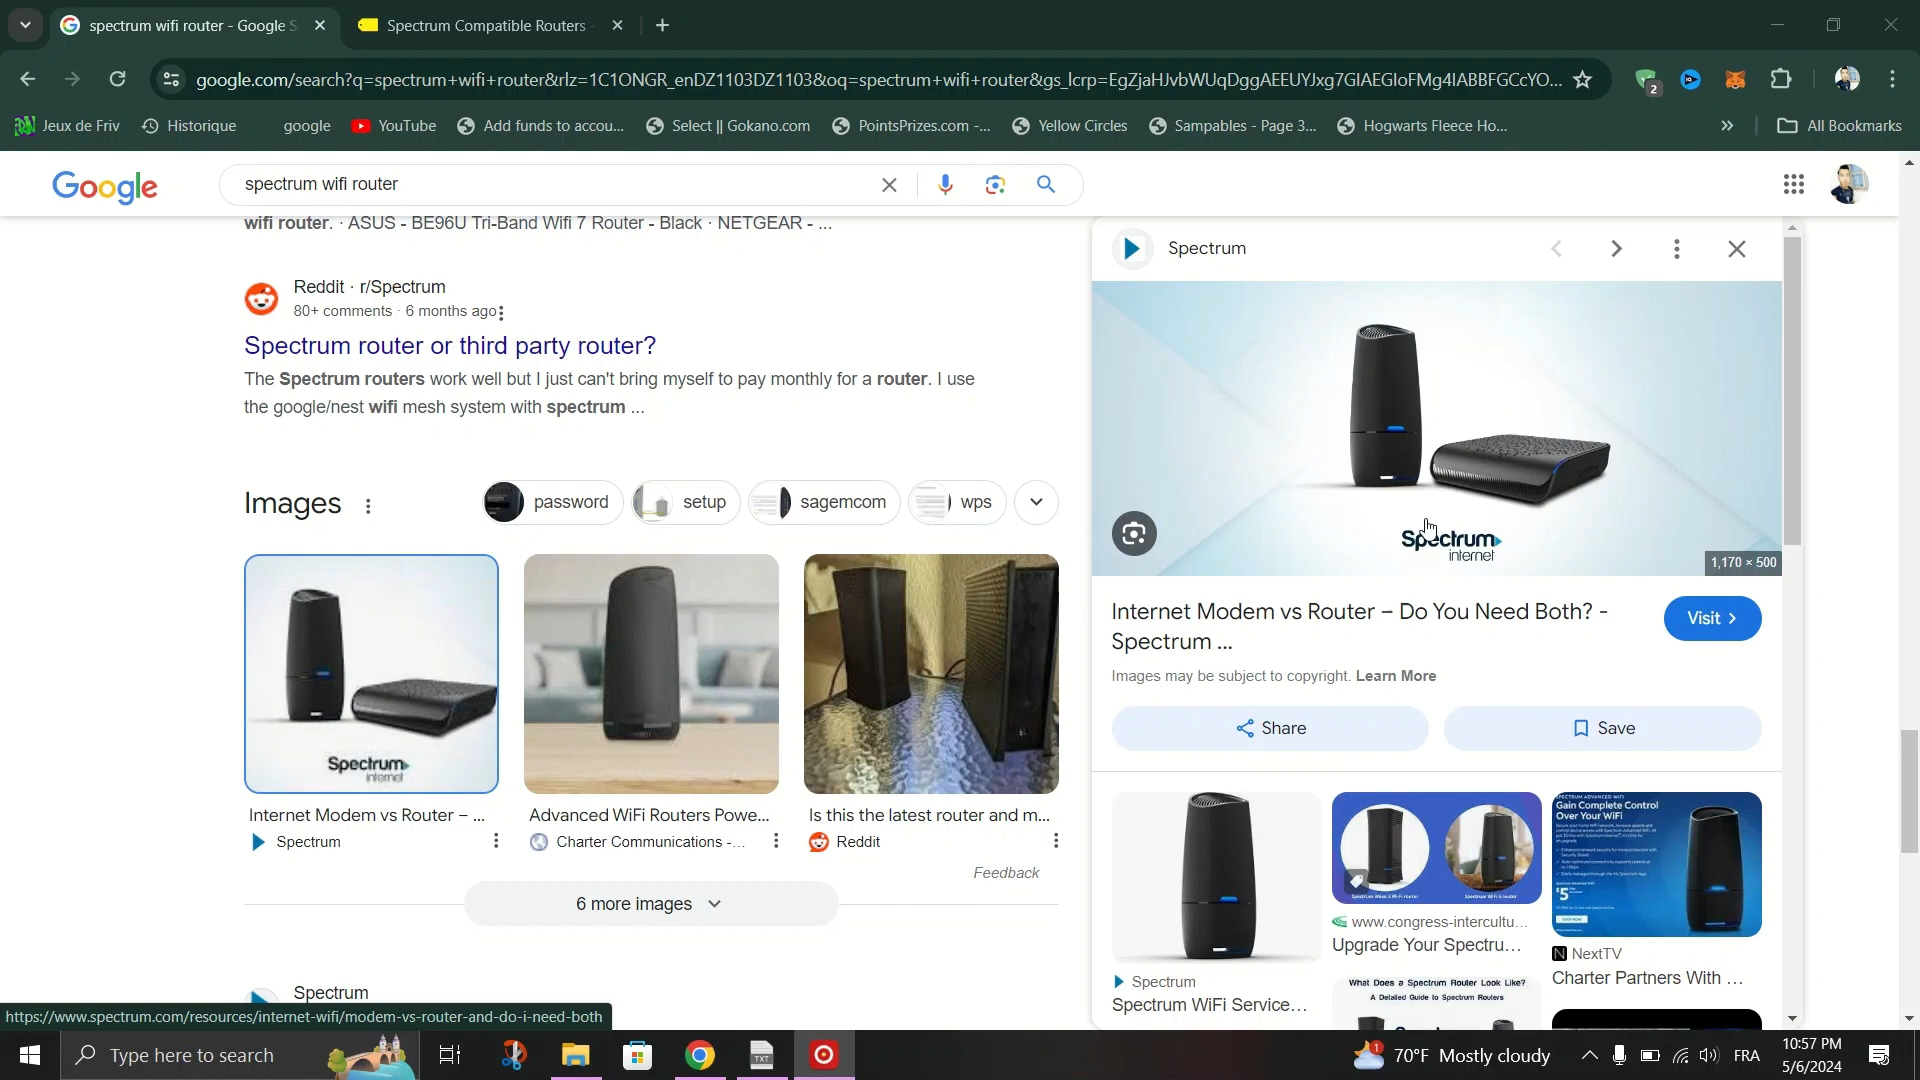 spectrum wifi router - Google S
Spectrum Compatible Routers -
google.com/search?q=spectrum+wifi+router&rlz=1C1ONGR_enDZ1103DZ1103&oq=spectrum+wifi+router&gs_lcrp=EgZjaHJvbWUqDggAEEUYJxg7GIAEGIoFMg4IABBFGCcYO...
2
Jeux de Friv
Historique
google
YouTube
Add funds to accou...
Select || Gokano.com
PointsPrizes.com -...
Yellow Circles
Sampables - Page 3...
Hogwarts Fleece Ho...
All Bookmarks
Google
spectrum wifi router
wifi router. · ASUS - BE96U Tri-Band Wifi 7 Router - Black · NETGEAR - ...
Reddit · r/Spectrum
80+ comments · 6 months ago
Spectrum router or third party router?
The Spectrum routers work well but I just can't bring myself to pay monthly for a router. I use
the google/nest wifi mesh system with spectrum ...
Images
password
setup
sagemcom
wps
Spectrum
internet
Internet Modem vs Router – ...
Spectrum
Advanced WiFi Routers Powe...
Charter Communications -...
Is this the latest router and m...
Reddit
Feedback
6 more images
Spectrum
https://www.spectrum.com/resources/internet-wifi/modem-vs-router-and-do-i-need-both
Spectrum
Spectrum
internet
1,170 × 500
Internet Modem vs Router – Do You Need Both? -
Spectrum ...
Visit
Images may be subject to copyright. Learn More
Share
Save
Spectrum
Spectrum WiFi Service...
www.congress-intercultu...
Upgrade Your Spectru...
What Does a Spectrum Router Look Like?
A Detailed Guide to Spectrum Routers
SPECTRUM ADVANCED WIFI
Gain Complete Control
Over Your WiFi
$5
NextTV
Charter Partners With ...
Type here to search
TXT
1
70°F Mostly cloudy
FRA
10:57 PM
5/6/2024